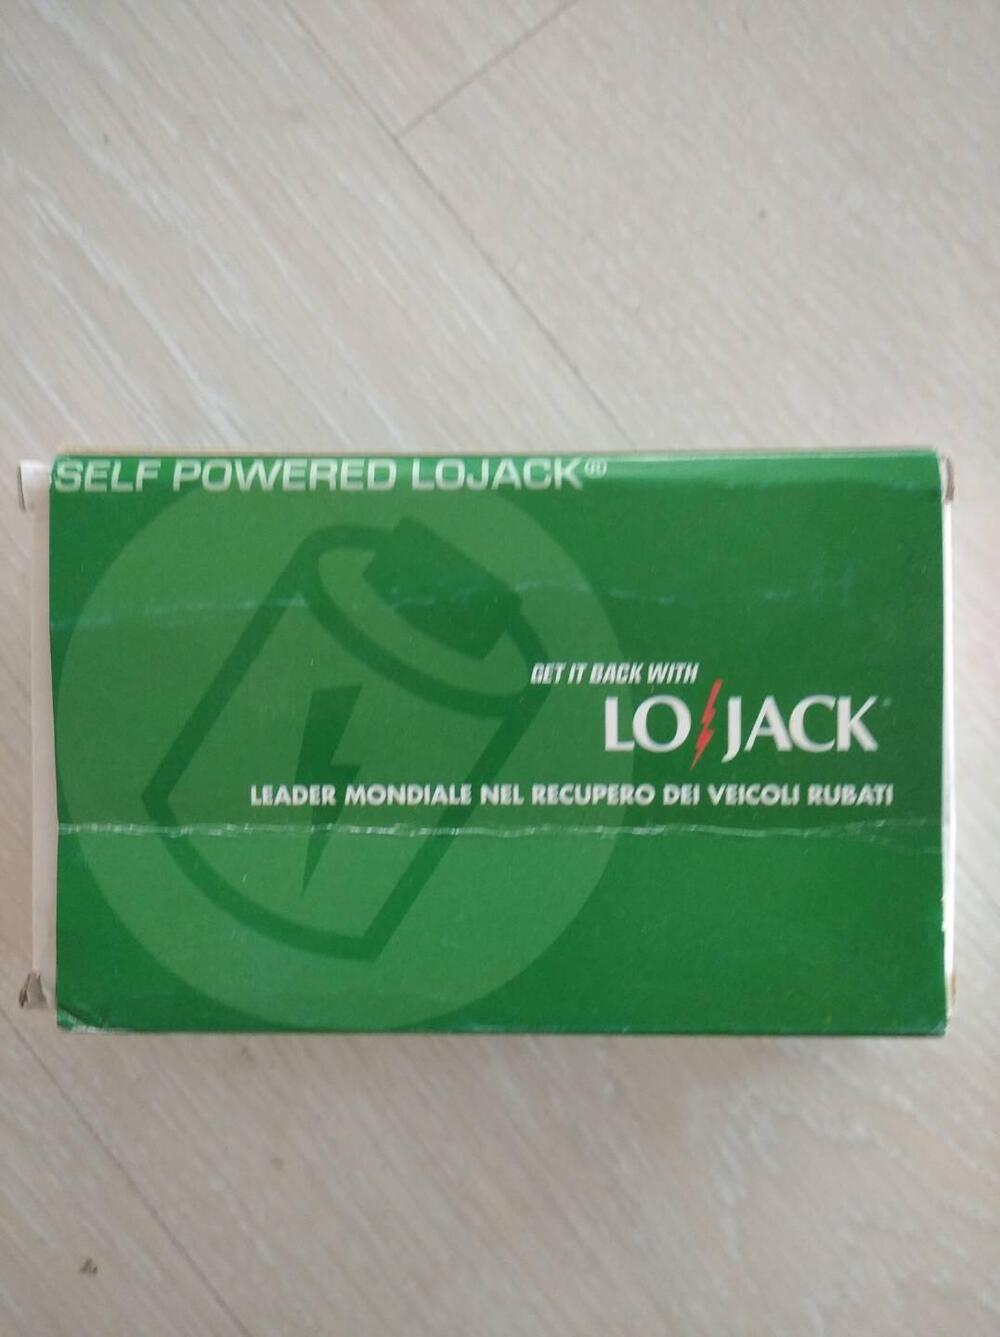 SELF POWERED LOJACK®
GET IT BACK WITH
LOJACK
LEADER MONDIALE NEL RECUPERO DEI VEICOLI RUBATI